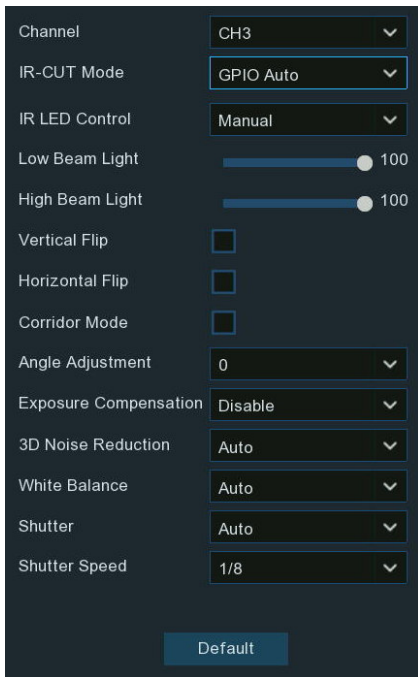 Channel CH3
IR-CUT Mode GPIO Auto
IR LED Control Manual
Low Beam Light 100
High Beam Light 100
Vertical Flip
Horizontal Flip
Corridor Mode
Angle Adjustment 0
Exposure Compensation Disable
3D Noise Reduction Auto
White Balance Auto
Shutter Auto
Shutter Speed 1/8
Default